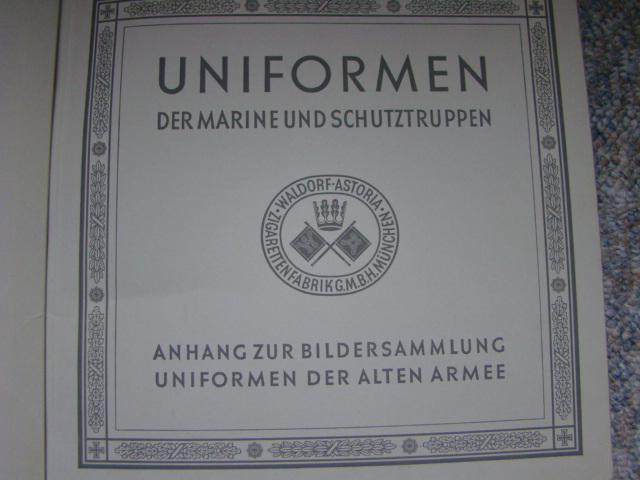 UNIFORMEN
DER MARINE UND SCHUTZTRUPPEN
WALDORF-ASTORIA · ZIGARETTENFABRIK G.M.B.H. MÜNCHEN ·
ANHANG ZUR BILDERSAMMLUNG
UNIFORMEN DER ALTEN ARMEE